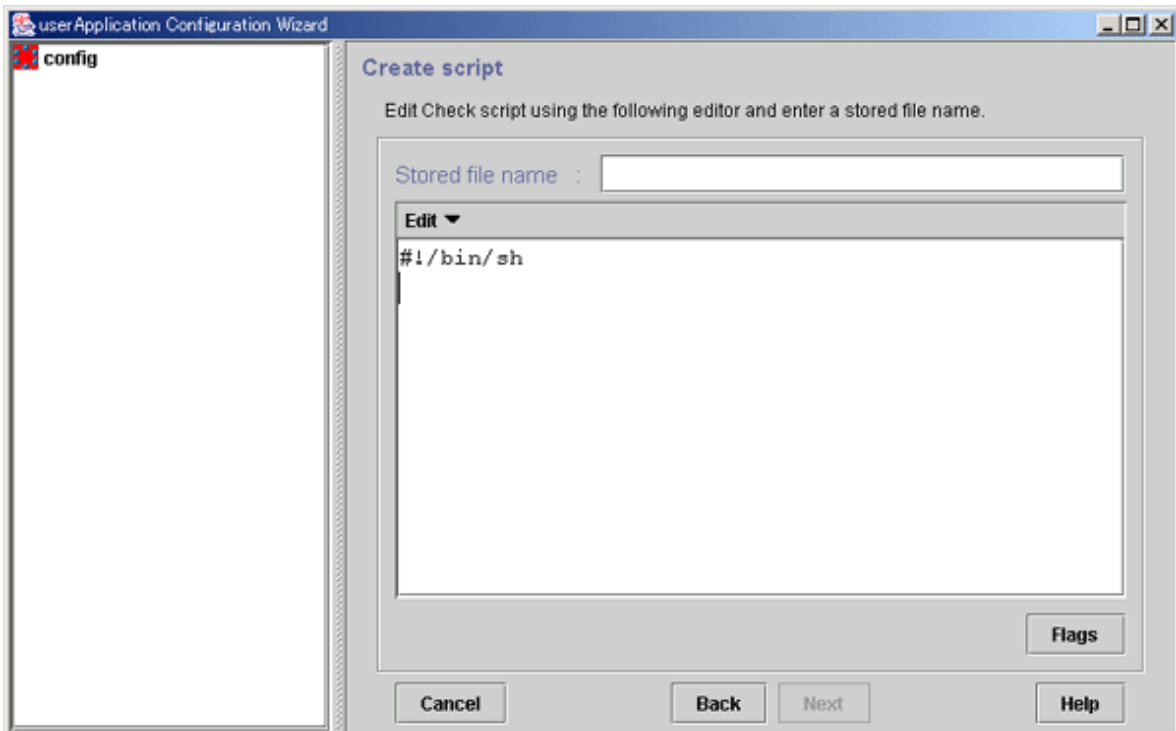 userApplication Configuration Wizard
config
Create script
Edit Check script using the following editor and enter a stored file name.
Stored file name :
Edit
#!/bin/sh
Flags
Cancel Back Next Help